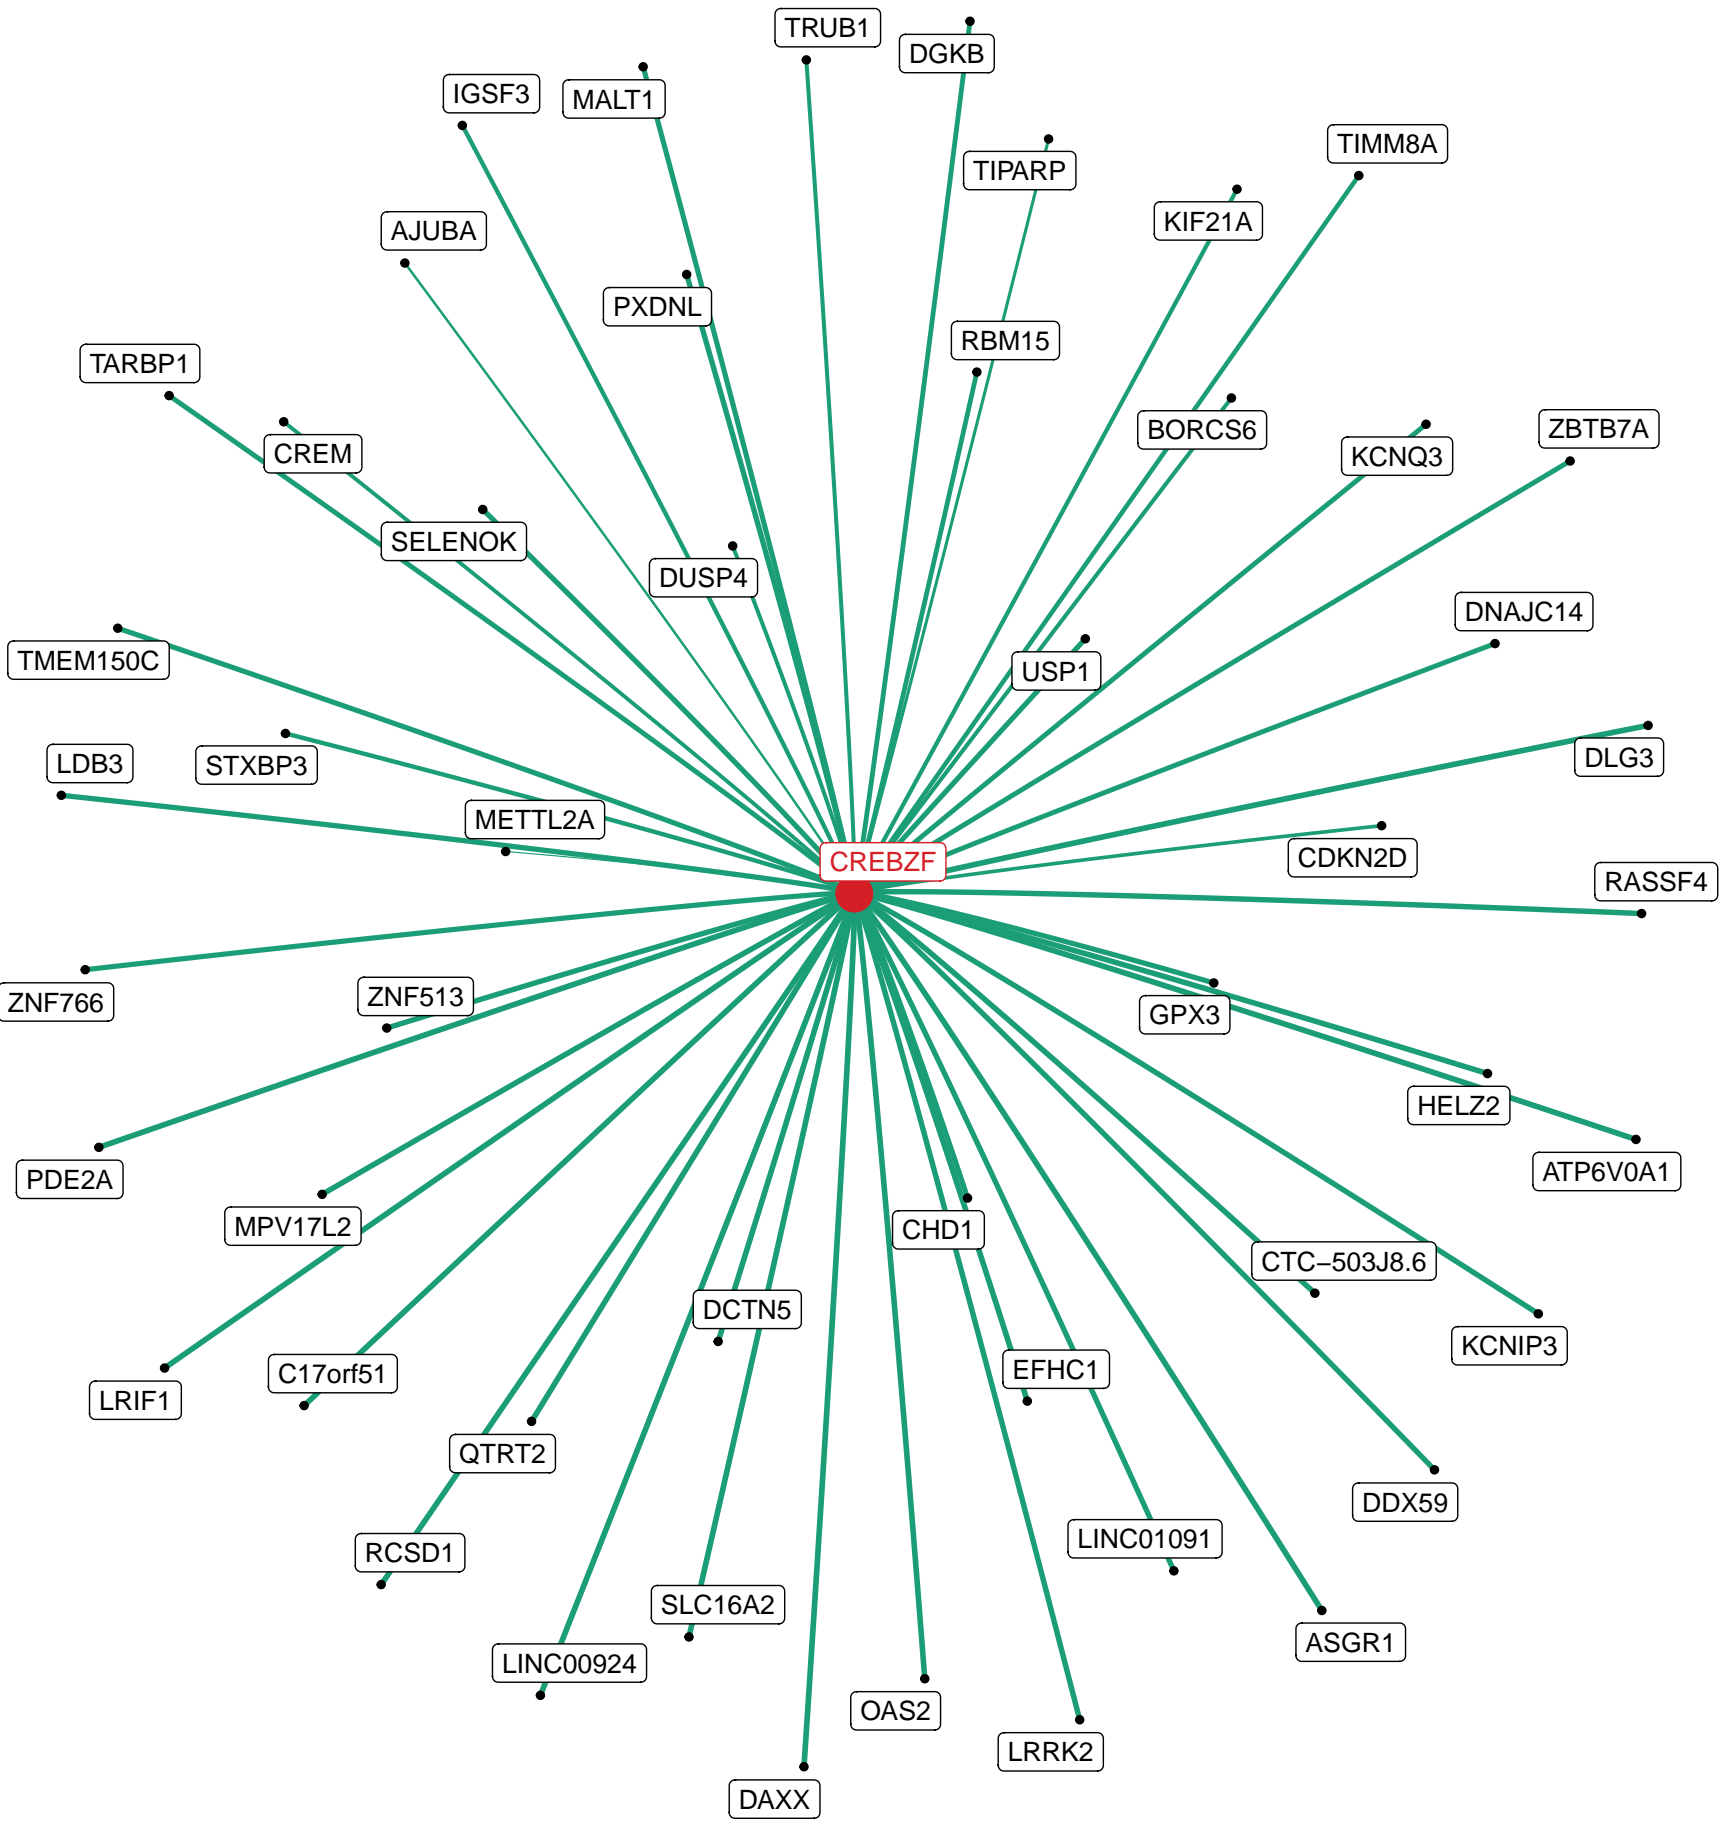 TRUB1
DGKB
IGSF3
MALT1
TIMM8A
TIPARP
KIF21A
AJUBA
PXDNL
RBM15
TARBP1
BORCS6
ZBTB7A
CREM
KCNQ3
SELENOK
DUSP4
DNAJC14
TMEM150C
USP1
LDB3
STXBP3
DLG3
METTL2A
CREBZF
CDKN2D
RASSF4
ZNF766
ZNF513
GPX3
HELZ2
PDE2A
ATP6V0A1
MPV17L2
CHD1
CTC−503J8.6
DCTN5
KCNIP3
C17orf51
EFHC1
LRIF1
QTRT2
DDX59
LINC01091
RCSD1
SLC16A2
ASGR1
LINC00924
OAS2
LRRK2
DAXX